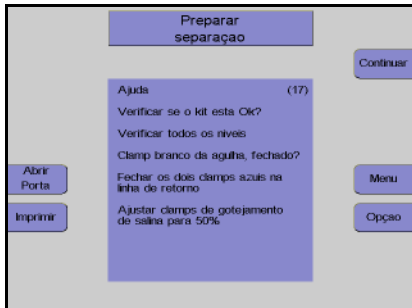 Preparar
separaçao
Continuar
Ajuda (17)
Verificar se o kit esta Ok?
Verificar todos os niveis
Clamp branco da agulha, fechado?
Fechar os dois clamps azuis na
linha de retorno
Ajustar clamps de gotejamento
de salina para 50%
Abrir
Porta
Imprimir
Menu
Opçao